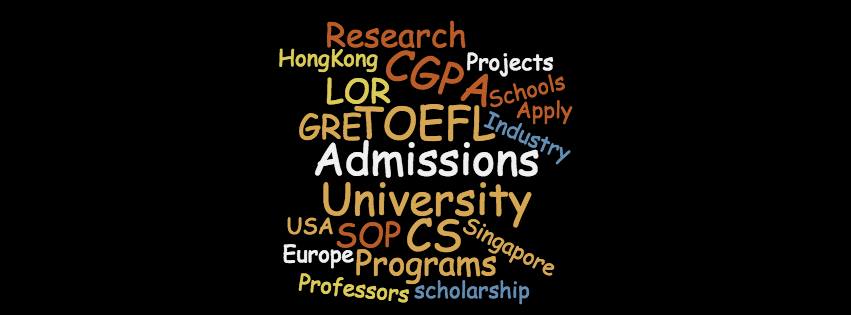 Research
HongKong
CGPA
Projects
LOR
Schools
Apply
GRE
TOEFL
Industry
Admissions
University
USA
SOP
CS
Singapore
Europe
Programs
Professors
scholarship